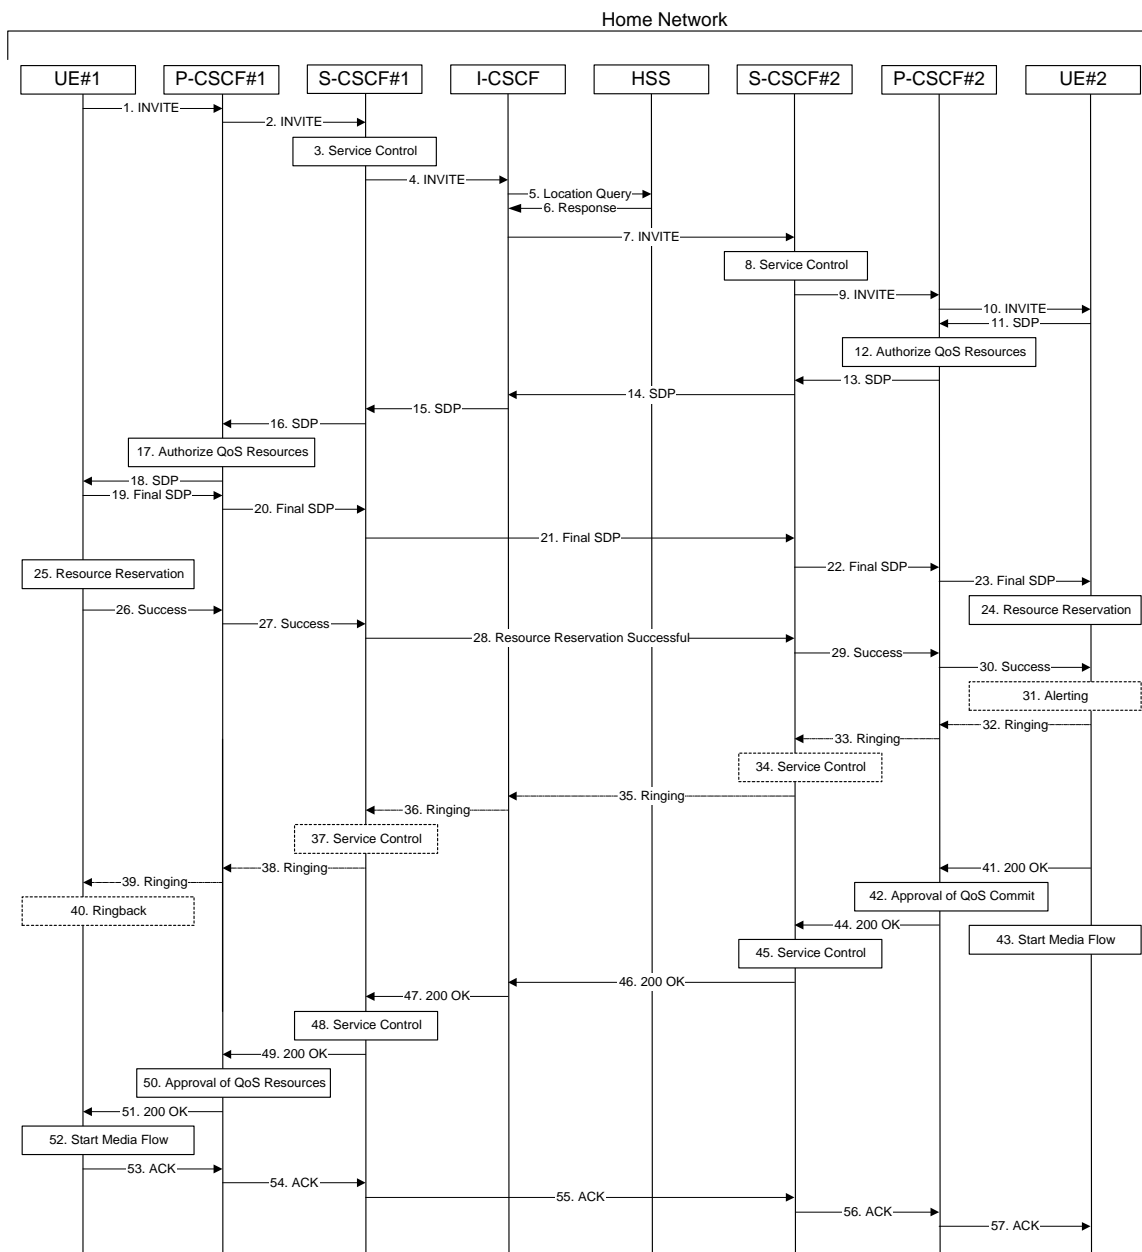 Home Network
UE#1
P-CSCF#1
S-CSCF#1
I-CSCF
HSS
S-CSCF#2
P-CSCF#2
UE#2
1. INVITE
2. INVITE
3. Service Control
4. INVITE
5. Location Query
6. Response
7. INVITE
8. Service Control
9. INVITE
10. INVITE
11. SDP
12. Authorize QoS Resources
13. SDP
14. SDP
15. SDP
16. SDP
17. Authorize QoS Resources
18. SDP
19. Final SDP
20. Final SDP
21. Final SDP
22. Final SDP
23. Final SDP
24. Resource Reservation
25. Resource Reservation
26. Success
27. Success
28. Resource Reservation Successful
29. Success
30. Success
31. Alerting
32. Ringing
33. Ringing
34. Service Control
35. Ringing
36. Ringing
37. Service Control
38. Ringing
39. Ringing
40. Ringback
41. 200 OK
42. Approval of QoS Commit
43. Start Media Flow
44. 200 OK
45. Service Control
46. 200 OK
47. 200 OK
48. Service Control
49. 200 OK
50. Approval of QoS Resources
51. 200 OK
52. Start Media Flow
53. ACK
54. ACK
55. ACK
56. ACK
57. ACK